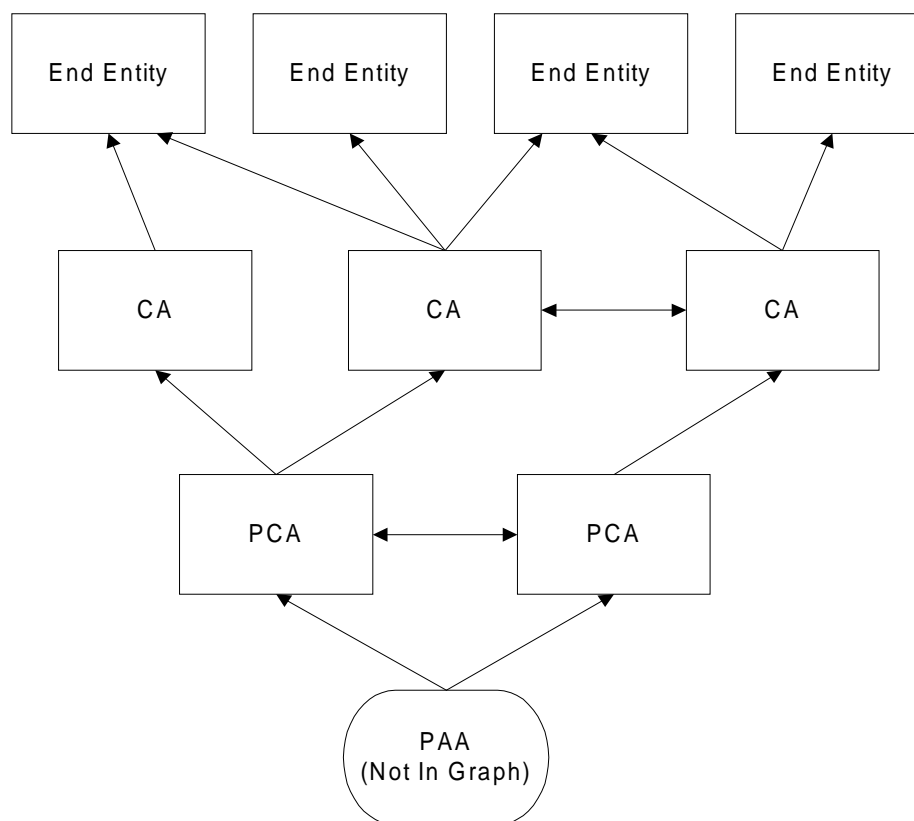 End Entity
End Entity
End Entity
End Entity
CA
CA
CA
PCA
PCA
PAA
(Not In Graph)